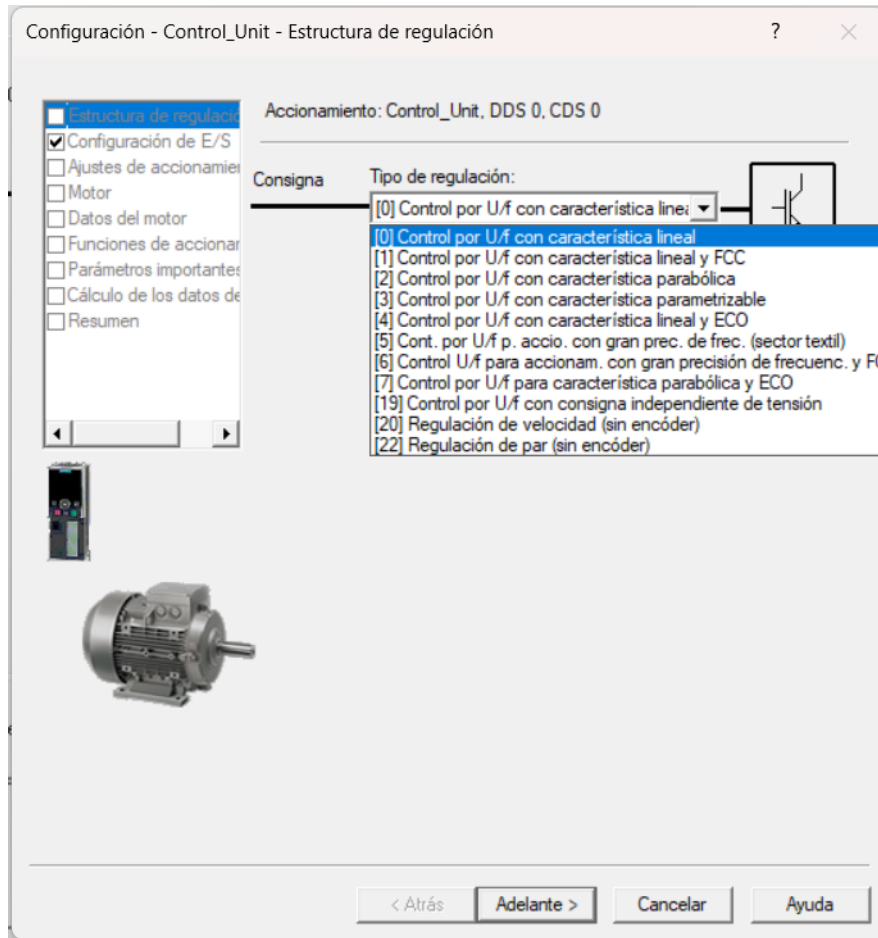 Configuración - Control_Unit - Estructura de regulación ?
Estructura de regulació
Configuración de E/S
Ajustes de accionamie
Motor
Datos del motor
Funciones de accionar
Parámetros importantes
Cálculo de los datos de
Resumen
Accionamiento: Control_Unit, DDS 0, CDS 0
Consigna
Tipo de regulación:
[0] Control por U/f con característica linea
[0] Control por U/f con característica lineal
[1] Control por U/f con característica lineal y FCC
[2] Control por U/f con característica parabólica
[3] Control por U/f con característica parametrizable
[4] Control por U/f con característica lineal y ECO
[5] Cont. por U/f p. accio. con gran prec. de frec. (sector textil)
[6] Control U/f para accionam. con gran precisión de frecuenc. y F
[7] Control por U/f para característica parabólica y ECO
[19] Control por U/f con consigna independiente de tensión
[20] Regulación de velocidad (sin encóder)
[22] Regulación de par (sin encóder)
< Atrás
Adelante >
Cancelar
Ayuda